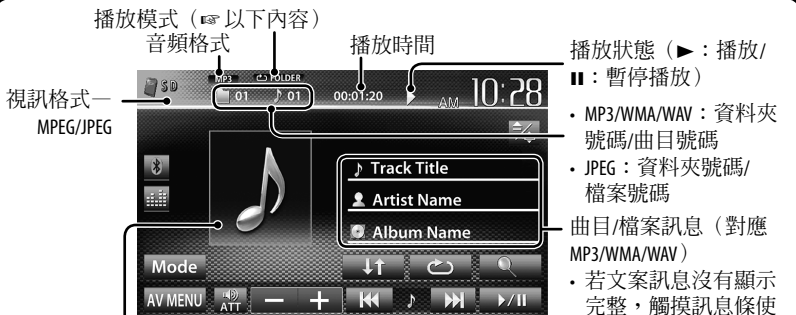 播放模式（☞ 以下內容）
音頻格式
播放時間
播放狀態（►：播放/
II：暫停播放）
視訊格式—
MPEG/JPEG
• MP3/WMA/WAV：資料夾
號碼/曲目號碼
• JPEG：資料夾號碼/
檔案號碼
曲目/檔案訊息（對應
MP3/WMA/WAV）
• 若文案訊息沒有顯示
完整，觸摸訊息條使
SD
MP3
FOLDER
01
01
00:01:20
AM 10:28
Track Title
Artist Name
Album Name
Mode
AV MENU
ATT